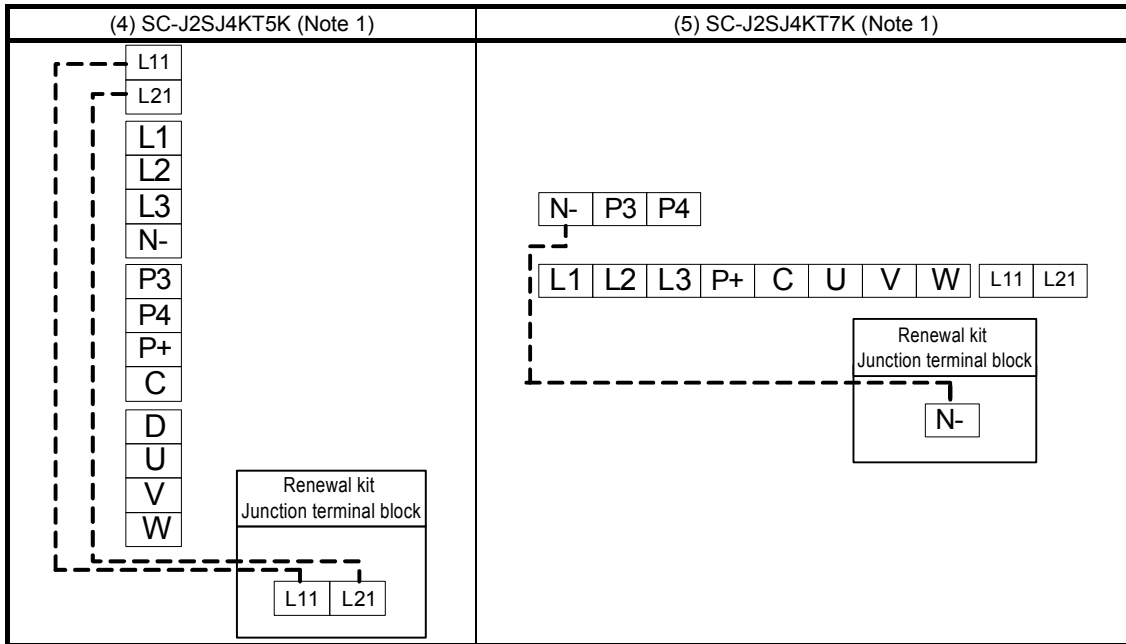 (4) SC-J2SJ4KT5K (Note 1)
L11
L21
L1
L2
L3
N-
P3
P4
P+
C
D
U
V
W
Renewal kit
Junction terminal block
L11 L21
(5) SC-J2SJ4KT7K (Note 1)
N- P3 P4
L1 L2 L3 P+ C U V W L11 L21
Renewal kit
Junction terminal block
N-